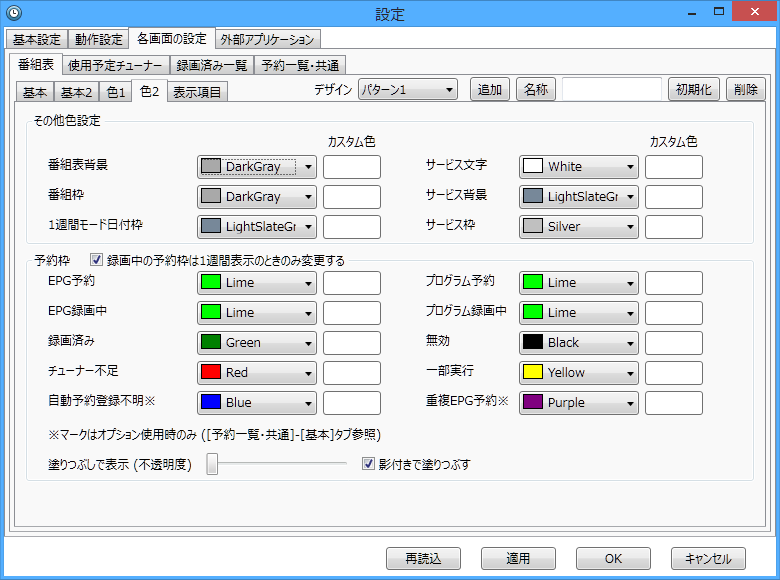 設定
基本設定 動作設定 各画面の設定 外部アプリケーション
番組表 使用予定チューナー 録画済み一覧 予約一覧・共通
基本 基本2 色1 色2 表示項目 デザイン パターン1 追加 名称 初期化 削除
その他色設定
カスタム色 カスタム色
番組表背景 DarkGray サービス文字 White
番組枠 DarkGray サービス背景 LightSlateGr
1週間モード日付枠 LightSlateGr サービス枠 Silver
予約枠 録画中の予約枠は1週間表示のときのみ変更する
EPG予約 Lime プログラム予約 Lime
EPG録画中 Lime プログラム録画中 Lime
録画済み Green 無効 Black
チューナー不足 Red 一部実行 Yellow
自動予約登録不明※ Blue 重複EPG予約※ Purple
※マークはオプション使用時のみ ([予約一覧・共通]-[基本]タブ参照)
塗りつぶしで表示 (不透明度) 影付きで塗りつぶす
再読込 適用 OK キャンセル